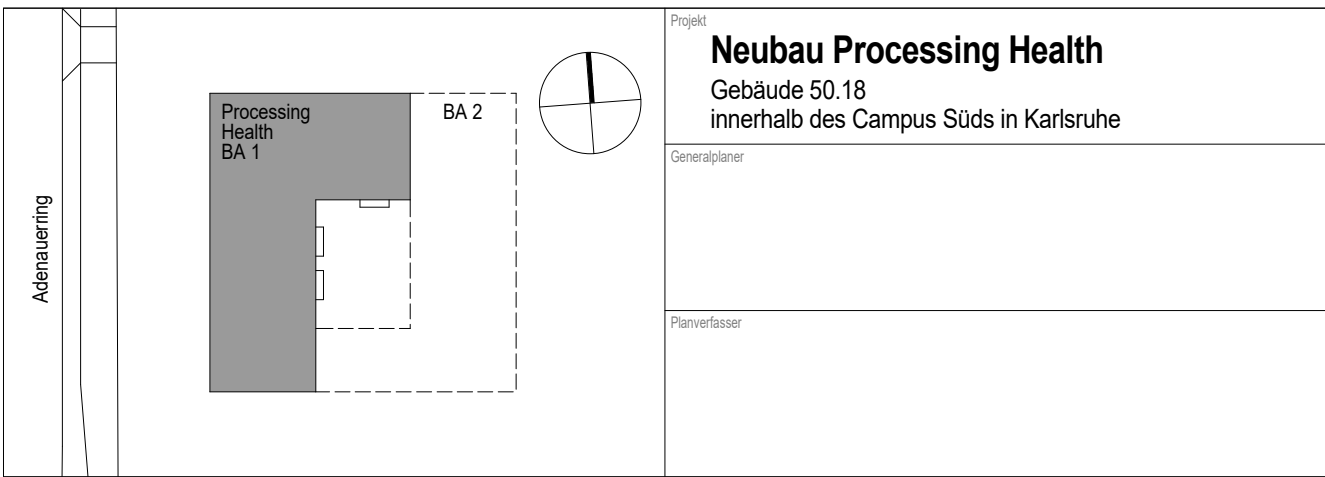 Adenauerring
Processing
Health
BA 1
BA 2
Projekt
Neubau Processing Health
Gebäude 50.18
innerhalb des Campus Süds in Karlsruhe
Generalplaner
Planverfasser